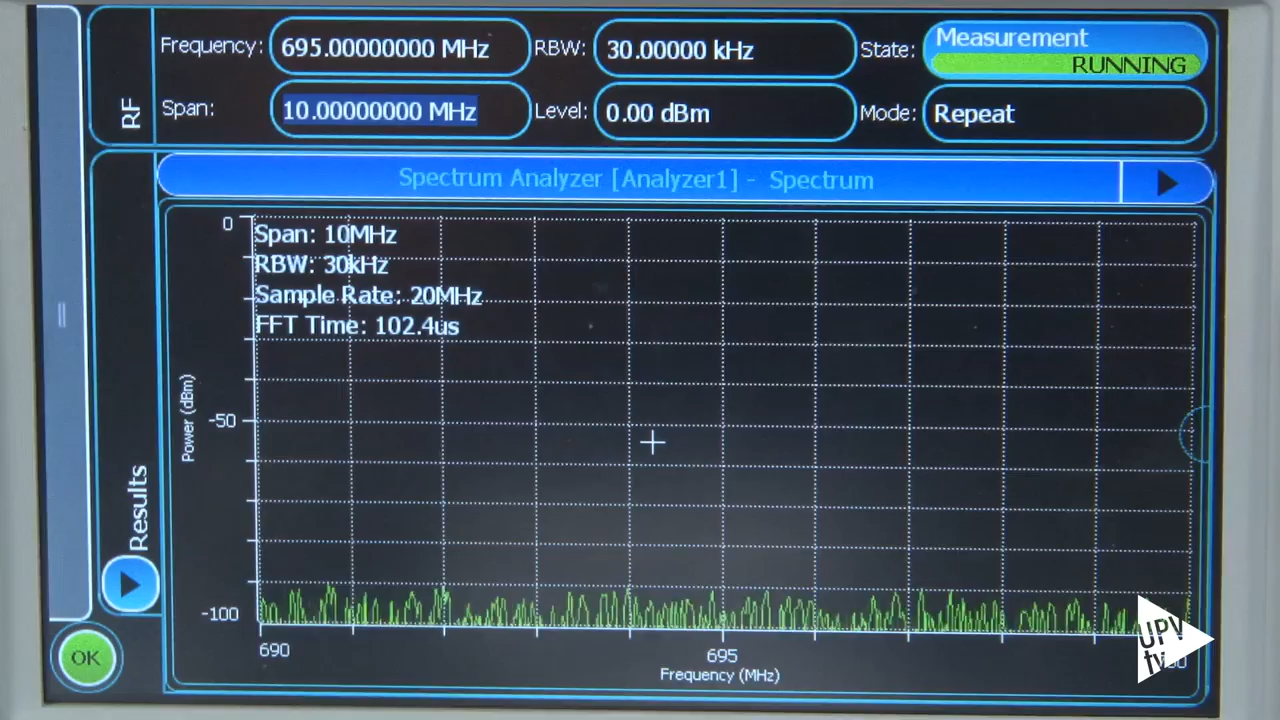 Frequency: 695.00000000 MHz RBW: 30.00000 kHz State: Measurement RUNNING
RF
Span: 10.00000000 MHz Level: 0.00 dBm Mode: Repeat
Spectrum Analyzer [Analyzer1] - Spectrum
0
Span: 10MHz
RBW: 30kHz
Sample Rate: 20MHz
FFT Time: 102.4us
Power (dBm)
-50
Results
-100
OK
690
695
Frequency (MHz)
UPV
tv